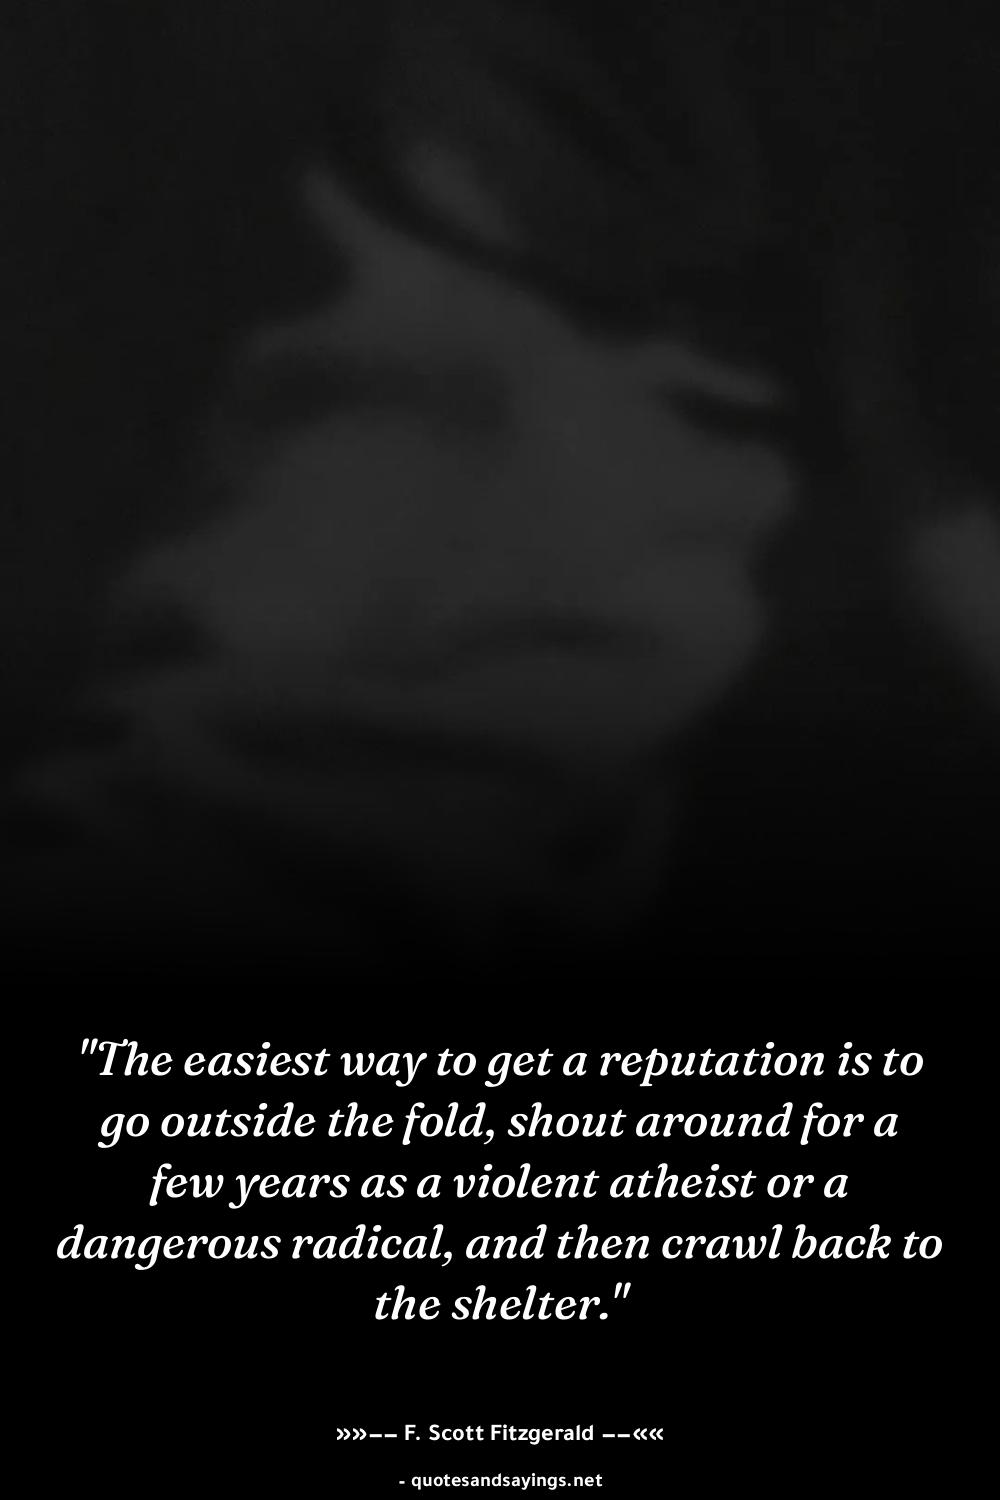 "The easiest way to get a reputation is to
go outside the fold, shout around for a
few years as a violent atheist or a
dangerous radical, and then crawl back to
the shelter."
»»-- F. Scott Fitzgerald --««
- quotesandsayings.net